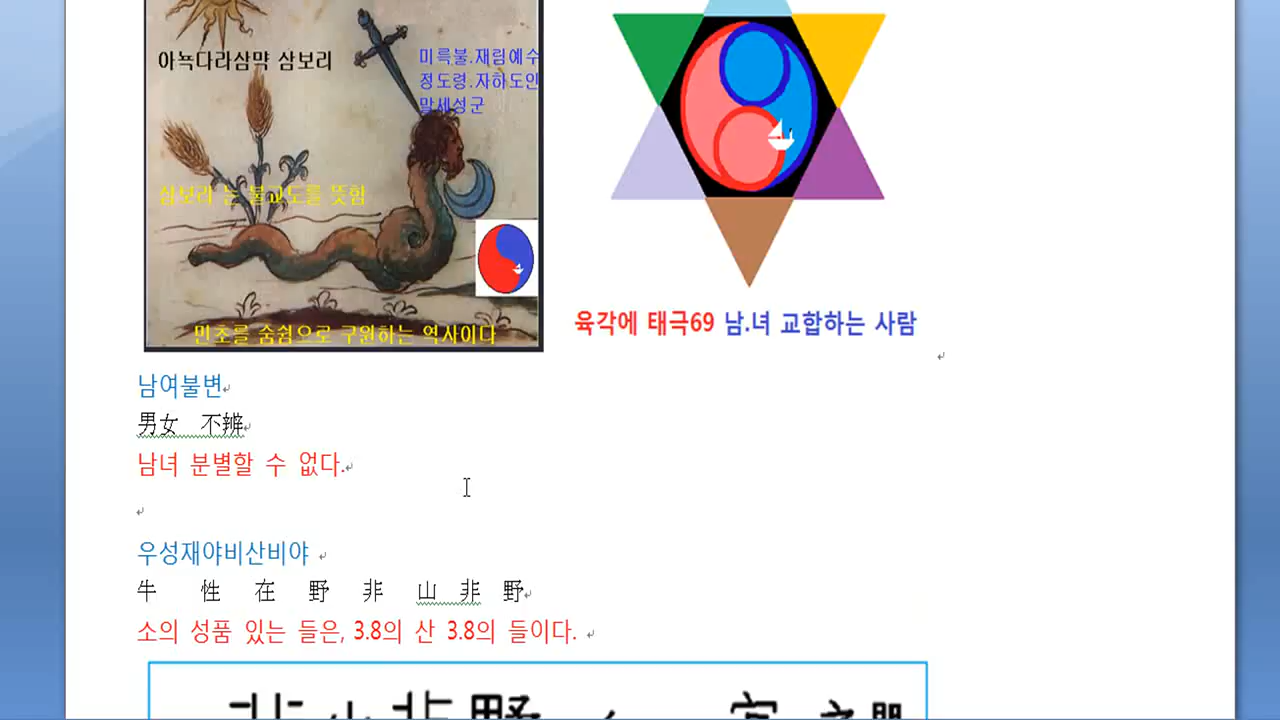 아뇩다라삼먁 삼보리
미륵불.재림예수
정도령.자하도인
말세성군
삼보리 는 불교도를 뜻함
민초를 숨쉼으로 구원하는 역사이다
육각에 태극69 남.녀 교합하는 사람
남여불변
男女 不辨
남녀 분별할 수 없다.
우성재야비산비야
牛 性 在 野 非 山 非 野
소의 성품 있는 들은, 3.8의 산 3.8의 들이다.